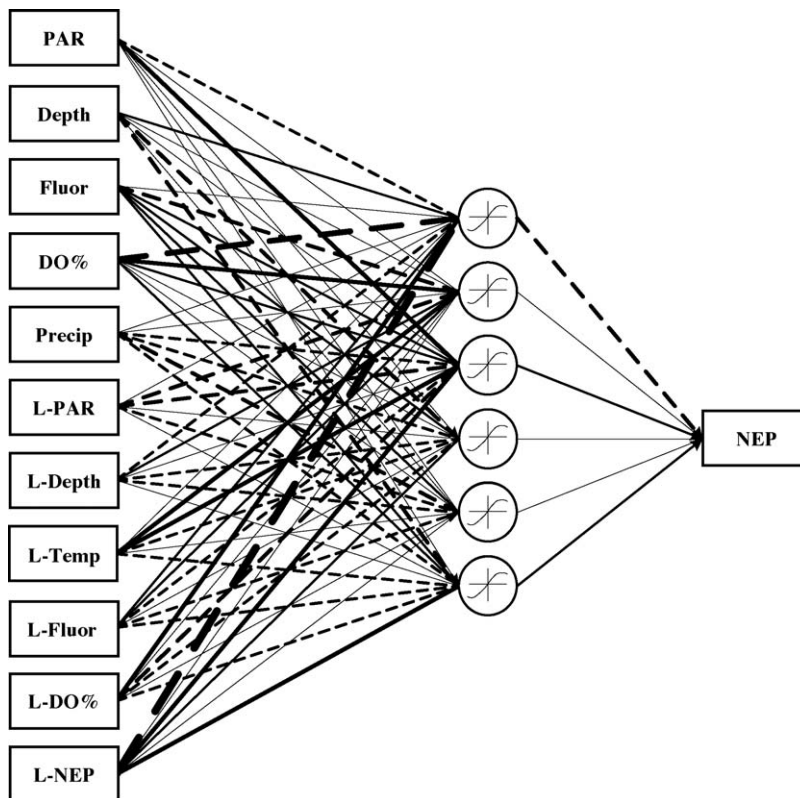 PAR
Depth
Fluor
DO%
Precip
L-PAR
L-Depth
L-Temp
L-Fluor
L-DO%
L-NEP
NEP